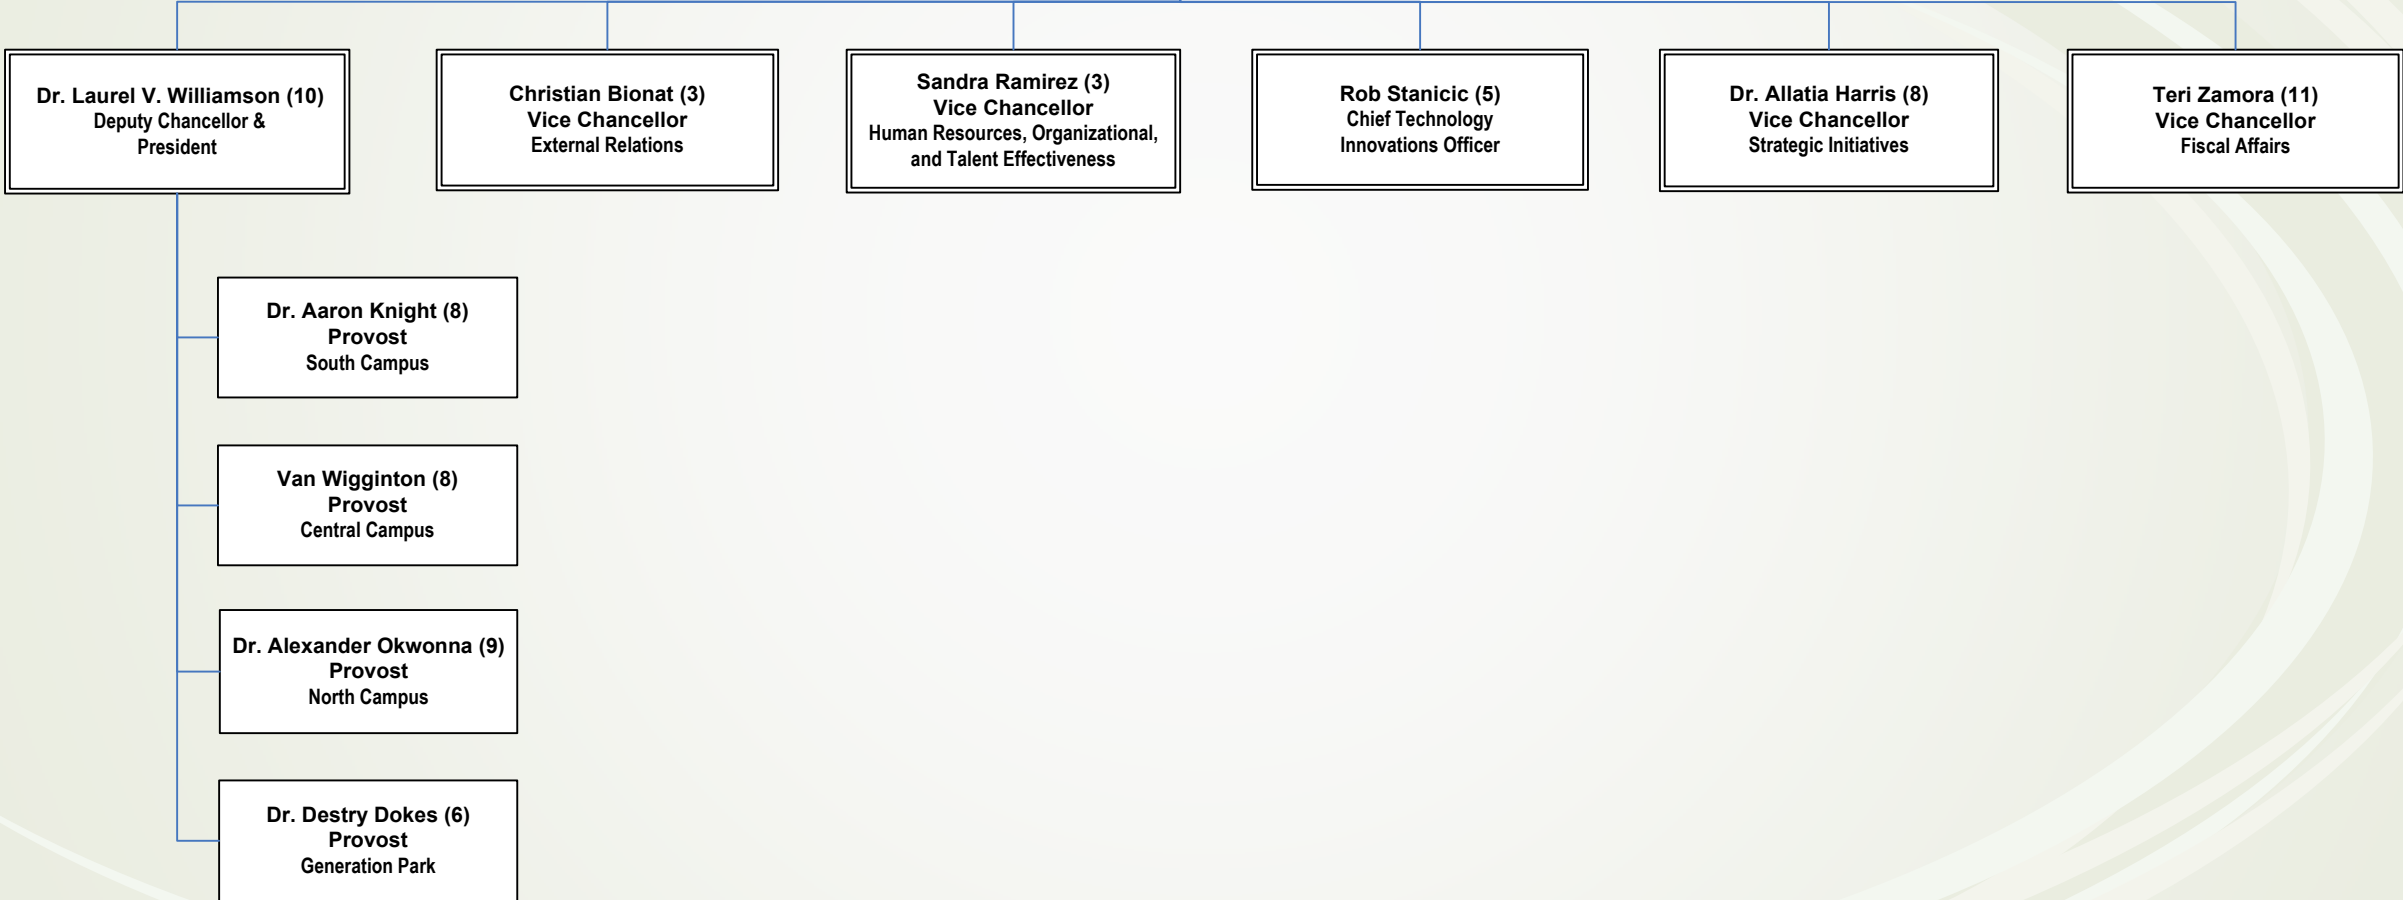 Dr. Laurel V. Williamson (10)
Deputy Chancellor &
President
Christian Bionat (3)
Vice Chancellor
External Relations
Sandra Ramirez (3)
Vice Chancellor
Human Resources, Organizational,
and Talent Effectiveness
Rob Stanicic (5)
Chief Technology
Innovations Officer
Dr. Allatia Harris (8)
Vice Chancellor
Strategic Initiatives
Teri Zamora (11)
Vice Chancellor
Fiscal Affairs
Dr. Aaron Knight (8)
Provost
South Campus
Van Wigginton (8)
Provost
Central Campus
Dr. Alexander Okwonna (9)
Provost
North Campus
Dr. Destry Dokes (6)
Provost
Generation Park